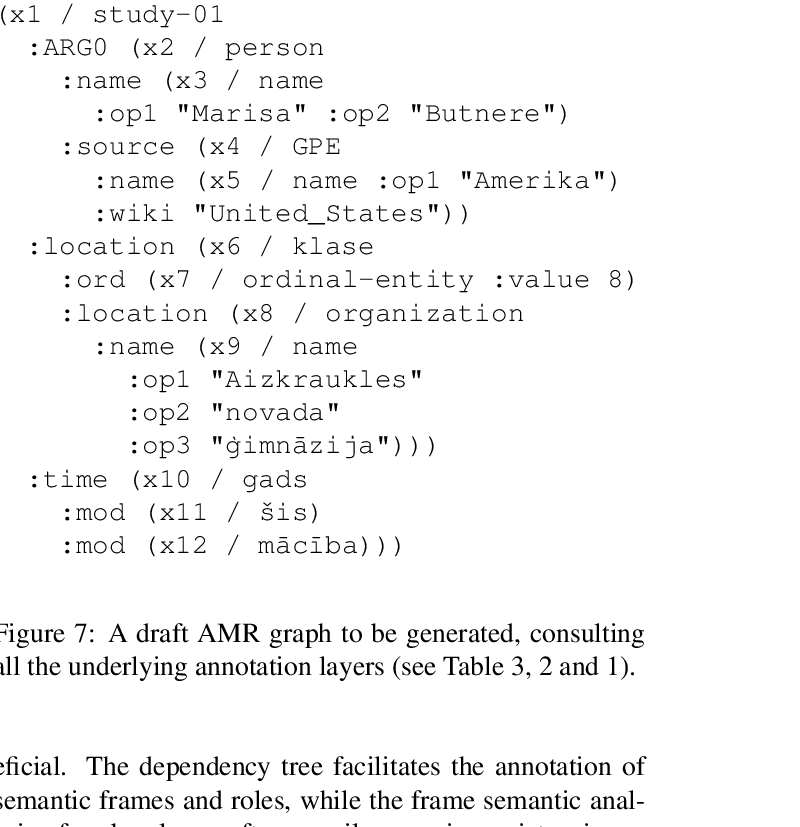 (x1 / study-01
:ARG0 (x2 / person
:name (x3 / name
:op1 "Marisa" :op2 "Butnere")
:source (x4 / GPE
:name (x5 / name :op1 "Amerika")
:wiki "United_States"))
:location (x6 / klase
:ord (x7 / ordinal-entity :value 8)
:location (x8 / organization
:name (x9 / name
:op1 "Aizkraukles"
:op2 "novada"
:op3 "ģimnāzija")))
:time (x10 / gads
:mod (x11 / šis)
:mod (x12 / mācība)))
Figure 7: A draft AMR graph to be generated, consulting
all the underlying annotation layers (see Table 3, 2 and 1).
eficial. The dependency tree facilitates the annotation of
semantic frames and roles, while the frame semantic anal-